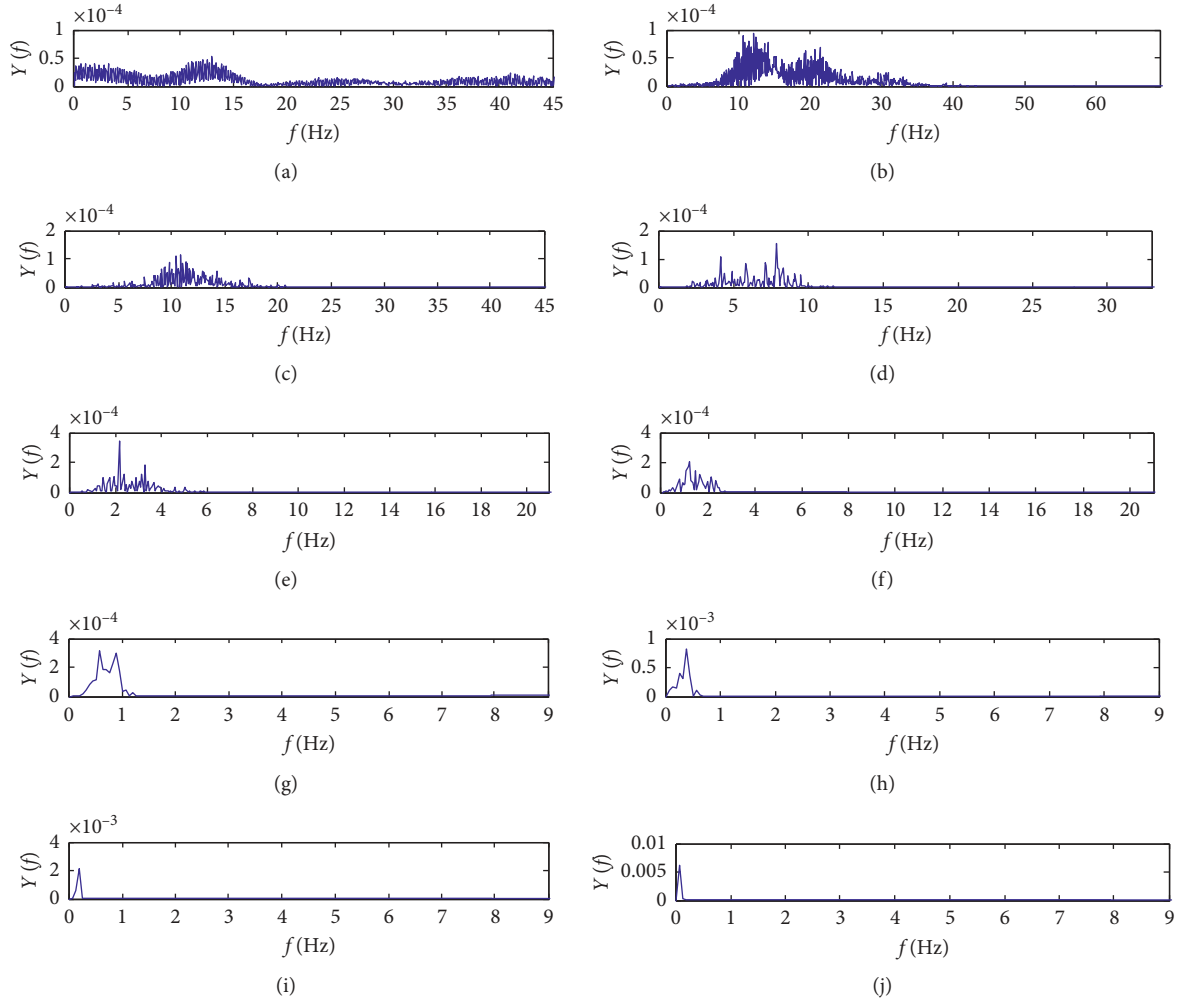 ×10–4
1
0.5
0
Y (f)
0 5 10 15 20 25 30 35 40 45
f (Hz)
(a)
×10–4
1
0.5
0
Y (f)
0 10 20 30 40 50 60
f (Hz)
(b)
×10–4
2
1
0
Y (f)
0 5 10 15 20 25 30 35 40 45
f (Hz)
(c)
×10–4
2
1
0
Y (f)
0 5 10 15 20 25 30
f (Hz)
(d)
×10–4
4
2
0
Y (f)
0 2 4 6 8 10 12 14 16 18 20
f (Hz)
(e)
×10–4
4
2
0
Y (f)
0 2 4 6 8 10 12 14 16 18 20
f (Hz)
(f)
×10–4
4
2
0
Y (f)
0 1 2 3 4 5 6 7 8 9
f (Hz)
(g)
×10–3
1
0.5
0
Y (f)
0 1 2 3 4 5 6 7 8 9
f (Hz)
(h)
×10–3
4
2
0
Y (f)
0 1 2 3 4 5 6 7 8 9
f (Hz)
(i)
0.01
0.005
0
Y (f)
0 1 2 3 4 5 6 7 8 9
f (Hz)
(j)